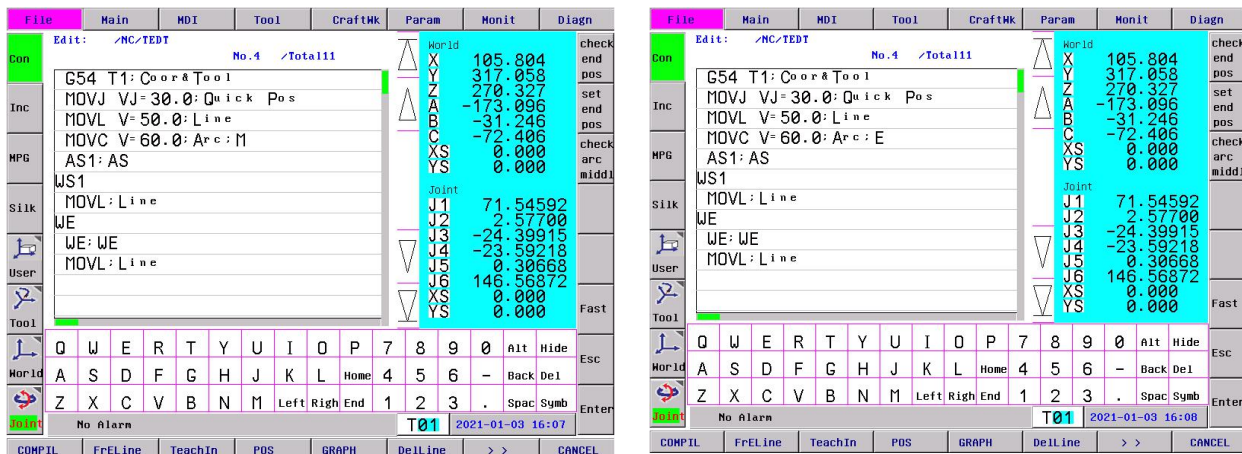 File Main MDI Tool CraftWk Param Monit Diagn
Con
Inc
MPG
Silk
User
Tool
World
Joint
Edit: /NC/TEDT
No.4 /Total11
G54 T1:Coor&Tool
MOVJ VJ=30.0:Quick Pos
MOVL V=50.0:Line
MOVC V=60.0:Arc:M
AS1:AS
WS1
MOVL:Line
WE
WE:WE
MOVL:Line
World
X 105.804
Y 317.058
Z 270.327
A -173.096
B -31.246
C -72.406
XS 0.000
YS 0.000
Joint
J1 71.54592
J2 2.57700
J3 -24.39915
J4 -23.59218
J5 0.30668
J6 146.56872
XS 0.000
YS 0.000
check
end
pos
set
end
pos
check
arc
middl
Fast
Esc
Enter
Q W E R T Y U I O P 7 8 9 0 Alt Hide
A S D F G H J K L Home 4 5 6 - Back Del
Z X C V B N M Left Righ End 1 2 3 . Spac Symb
No Alarm T01 2021-01-03 16:07
COMPIL FrELine TeachIn POS GRAPH DelLine >> CANCEL
File Main MDI Tool CraftWk Param Monit Diagn
Con
Inc
MPG
Silk
User
Tool
World
Joint
Edit: /NC/TEDT
No.4 /Total11
G54 T1:Coor&Tool
MOVJ VJ=30.0:Quick Pos
MOVL V=50.0:Line
MOVC V=60.0:Arc:E
AS1:AS
WS1
MOVL:Line
WE
WE:WE
MOVL:Line
World
X 105.804
Y 317.058
Z 270.327
A -173.096
B -31.246
C -72.406
XS 0.000
YS 0.000
Joint
J1 71.54592
J2 2.57700
J3 -24.39915
J4 -23.59218
J5 0.30668
J6 146.56872
XS 0.000
YS 0.000
check
end
pos
set
end
pos
check
arc
middl
Fast
Esc
Enter
Q W E R T Y U I O P 7 8 9 0 Alt Hide
A S D F G H J K L Home 4 5 6 - Back Del
Z X C V B N M Left Righ End 1 2 3 . Spac Symb
No Alarm T01 2021-01-03 16:08
COMPIL FrELine TeachIn POS GRAPH DelLine >> CANCEL